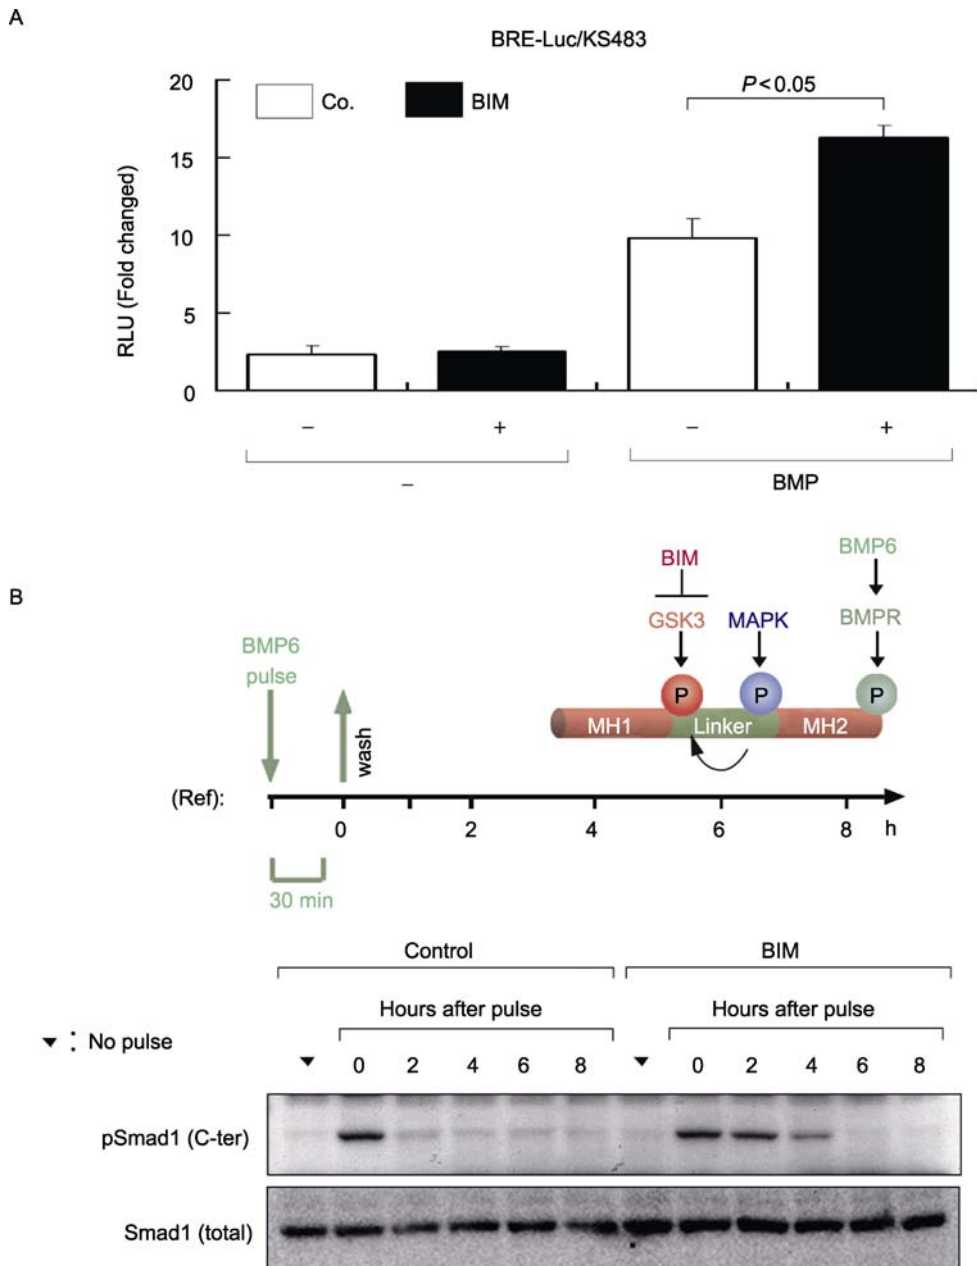 A
BRE-Luc/KS483
20
15
10
5
0
RLU (Fold changed)
Co.
BIM
P<0.05
– + – +
– BMP
B
BMP6
pulse
wash
BIM
GSK3
MAPK
BMP6
BMPR
P P P
MH1 Linker MH2
(Ref):
0 2 4 6 8 h
30 min
Control BIM
Hours after pulse Hours after pulse
▼ : No pulse
▼ 0 2 4 6 8 ▼ 0 2 4 6 8
pSmad1 (C-ter)
Smad1 (total)